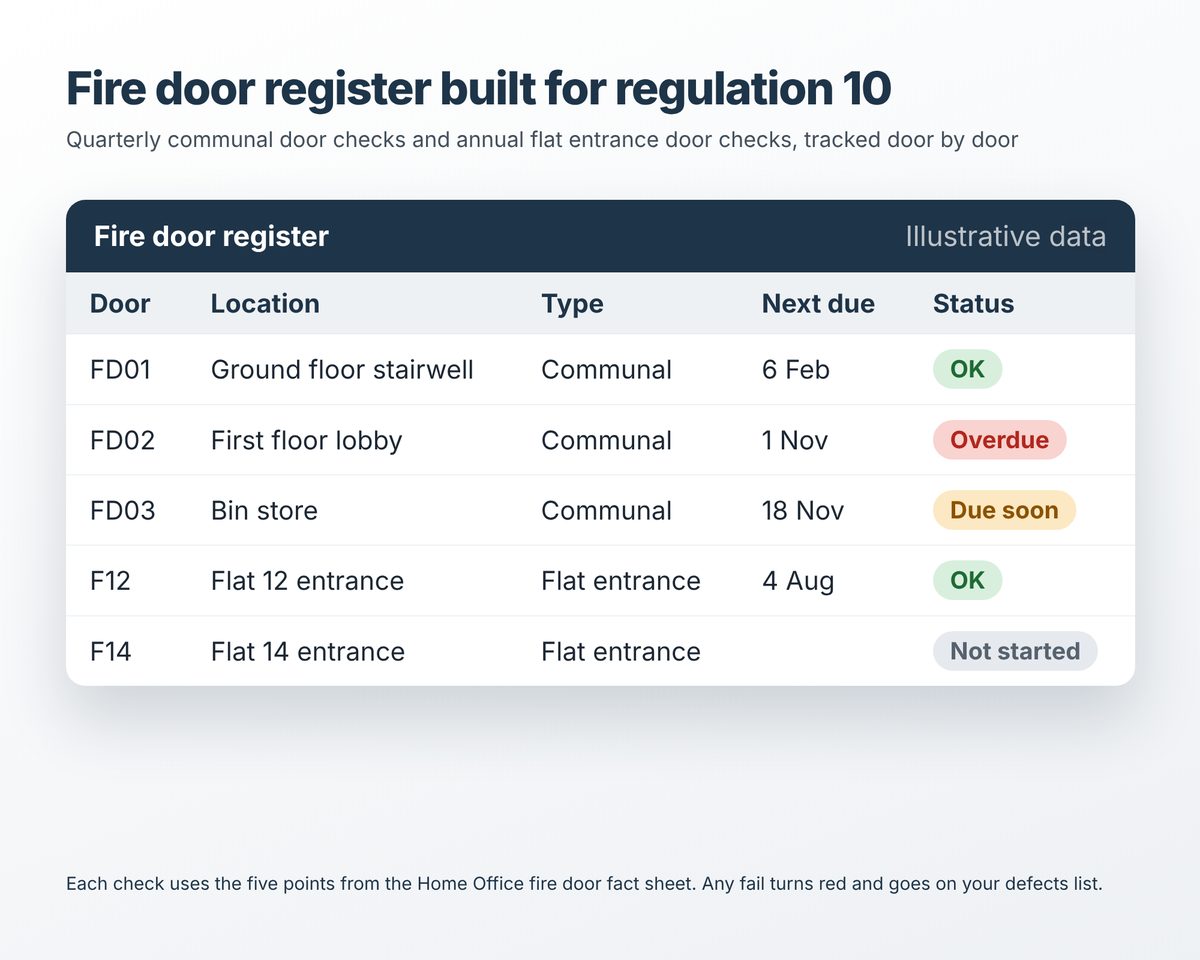 Fire door register built for regulation 10
Quarterly communal door checks and annual flat entrance door checks, tracked door by door
Fire door register Illustrative data
Door Location Type Next due Status
FD01 Ground floor stairwell Communal 6 Feb OK
FD02 First floor lobby Communal 1 Nov Overdue
FD03 Bin store Communal 18 Nov Due soon
F12 Flat 12 entrance Flat entrance 4 Aug OK
F14 Flat 14 entrance Flat entrance Not started
Each check uses the five points from the Home Office fire door fact sheet. Any fail turns red and goes on your defects list.